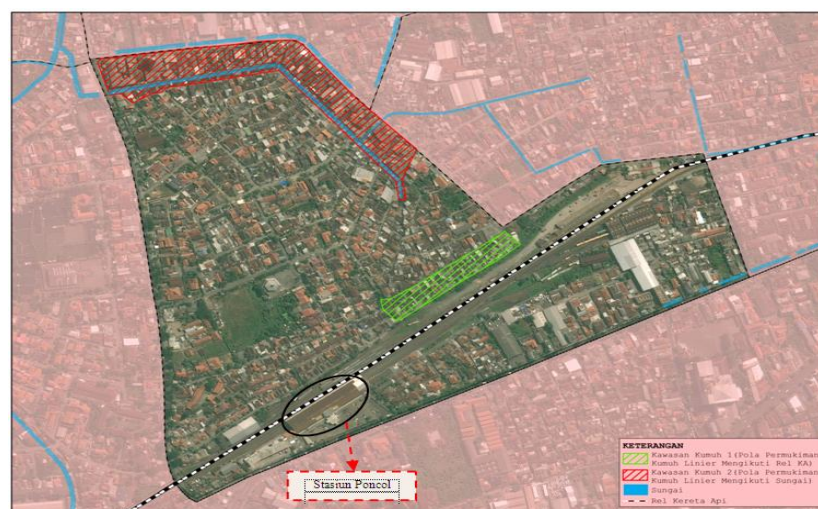 Stasiun Poncol
KETERANGAN
Kawasan Kumuh 1(Pola Permukiman
Kumuh Linier Mengikuti Rel KA)
Kawasan Kumuh 2(Pola Permukiman
Kumuh Linier Mengikuti Sungai)
Sungai
Rel Kereta Api